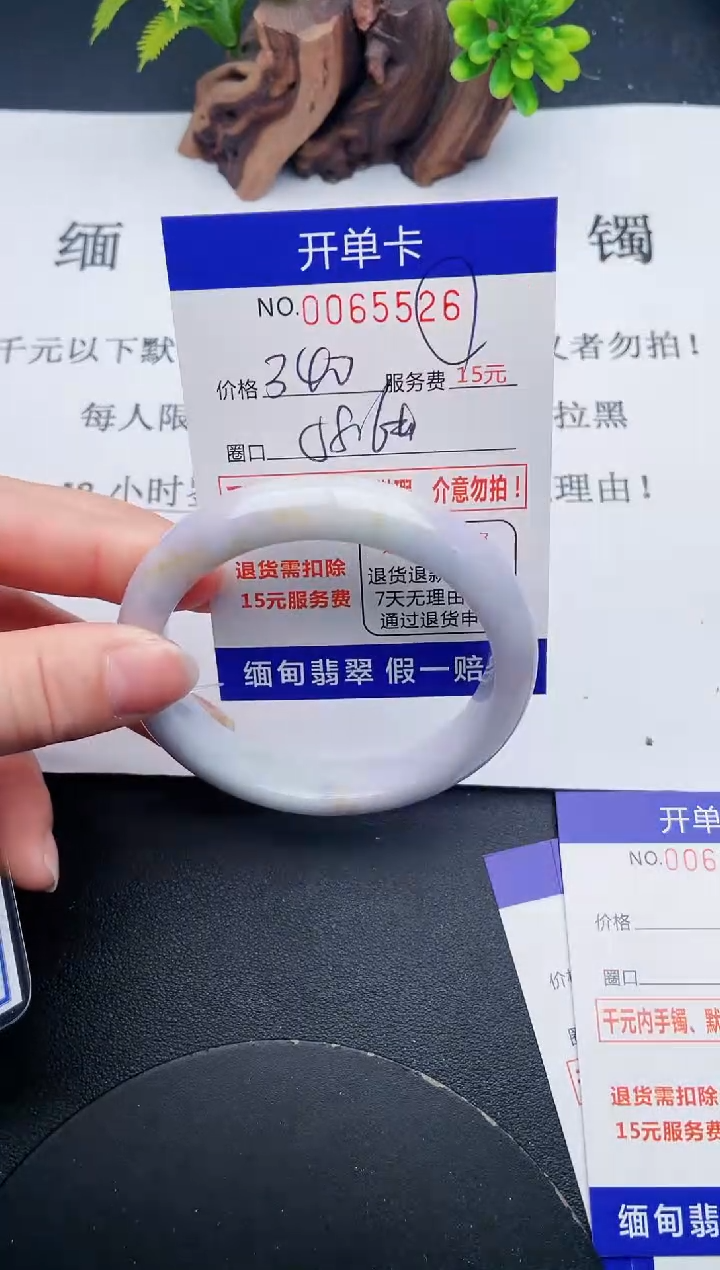 缅 镯
开单卡
NO.0065526
千元以下默 义者勿拍！
价格 340 服务费 15元
每人限 拉黑
圈口 58.6
小时 理由！
介意勿拍！
退货需扣除
15元服务费
退货退款
7天无理由
通过退货申
缅甸翡翠 假一赔
开单
NO.006
价格
圈口
千元内手镯、默
退货需扣除
15元服务费
缅甸翡